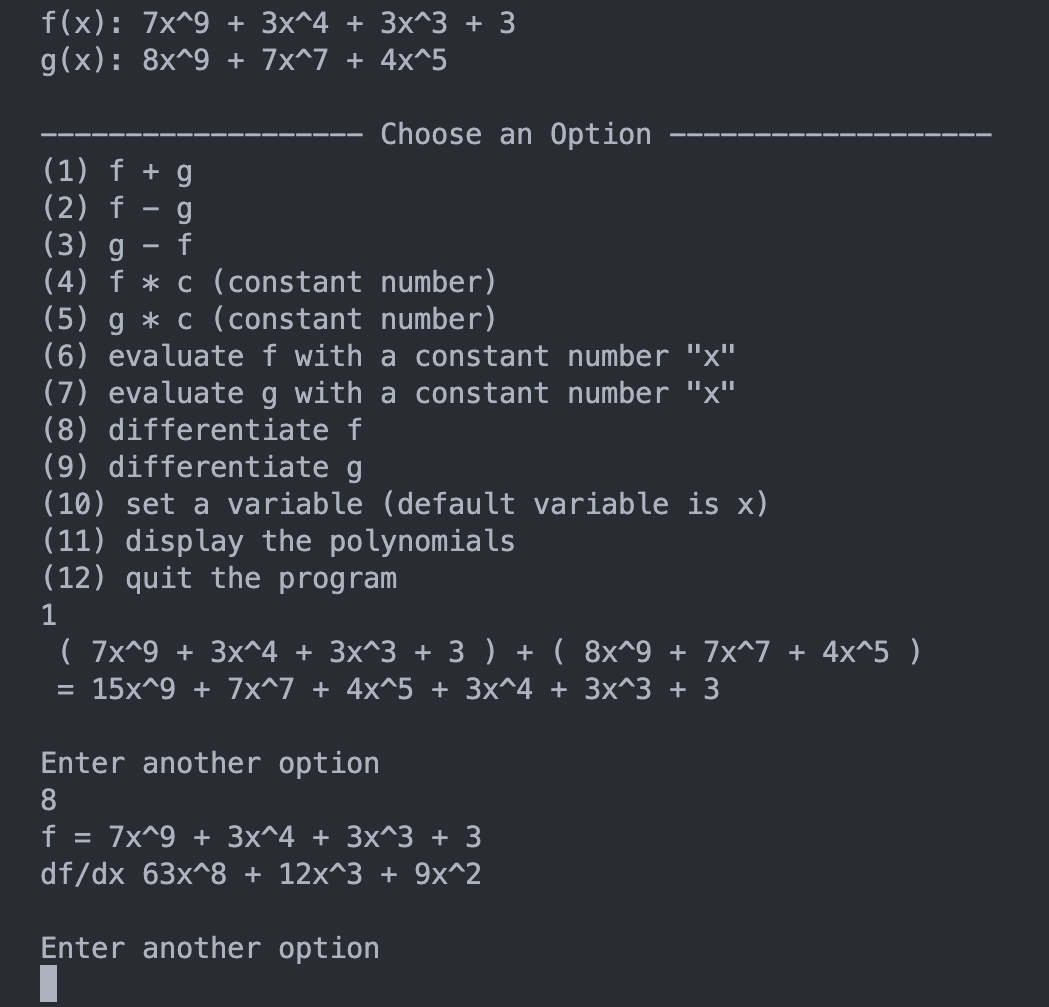 f(x): 7x^9 + 3x^4 + 3x^3 + 3
g(x): 8x^9 + 7x^7 + 4x^5
------------------- Choose an Option -------------------
(1) f + g
(2) f - g
(3) g - f
(4) f * c (constant number)
(5) g * c (constant number)
(6) evaluate f with a constant number "x"
(7) evaluate g with a constant number "x"
(8) differentiate f
(9) differentiate g
(10) set a variable (default variable is x)
(11) display the polynomials
(12) quit the program
1
( 7x^9 + 3x^4 + 3x^3 + 3 ) + ( 8x^9 + 7x^7 + 4x^5 )
= 15x^9 + 7x^7 + 4x^5 + 3x^4 + 3x^3 + 3
Enter another option
8
f = 7x^9 + 3x^4 + 3x^3 + 3
df/dx 63x^8 + 12x^3 + 9x^2
Enter another option